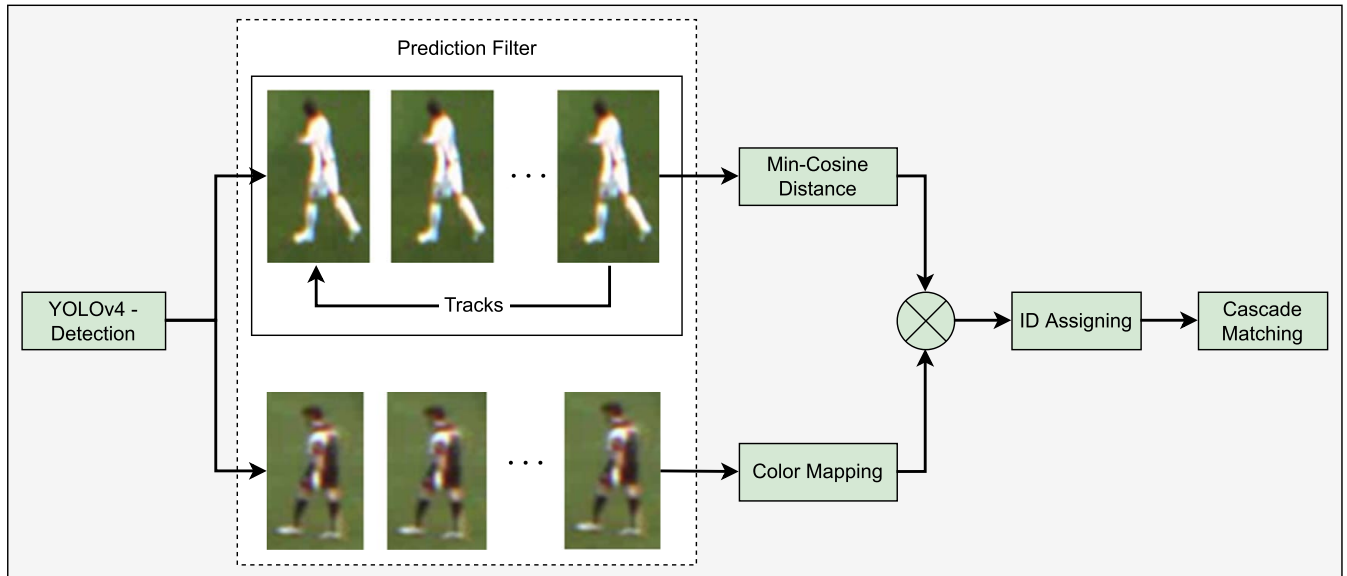 Prediction Filter
Tracks
YOLOv4 -
Detection
Min-Cosine
Distance
Color Mapping
ID Assigning
Cascade
Matching